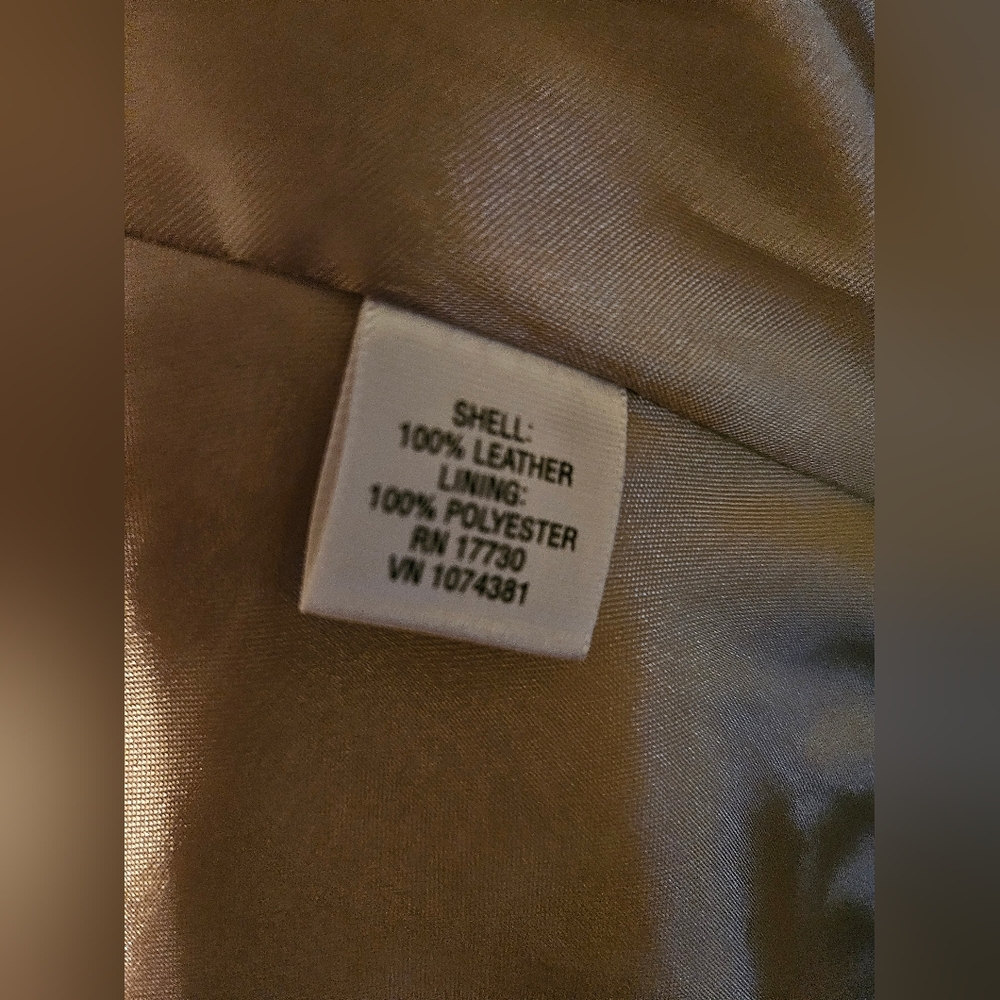 SHELL:
100% LEATHER
LINING:
100% POLYESTER
RN 17730
VN 1074381